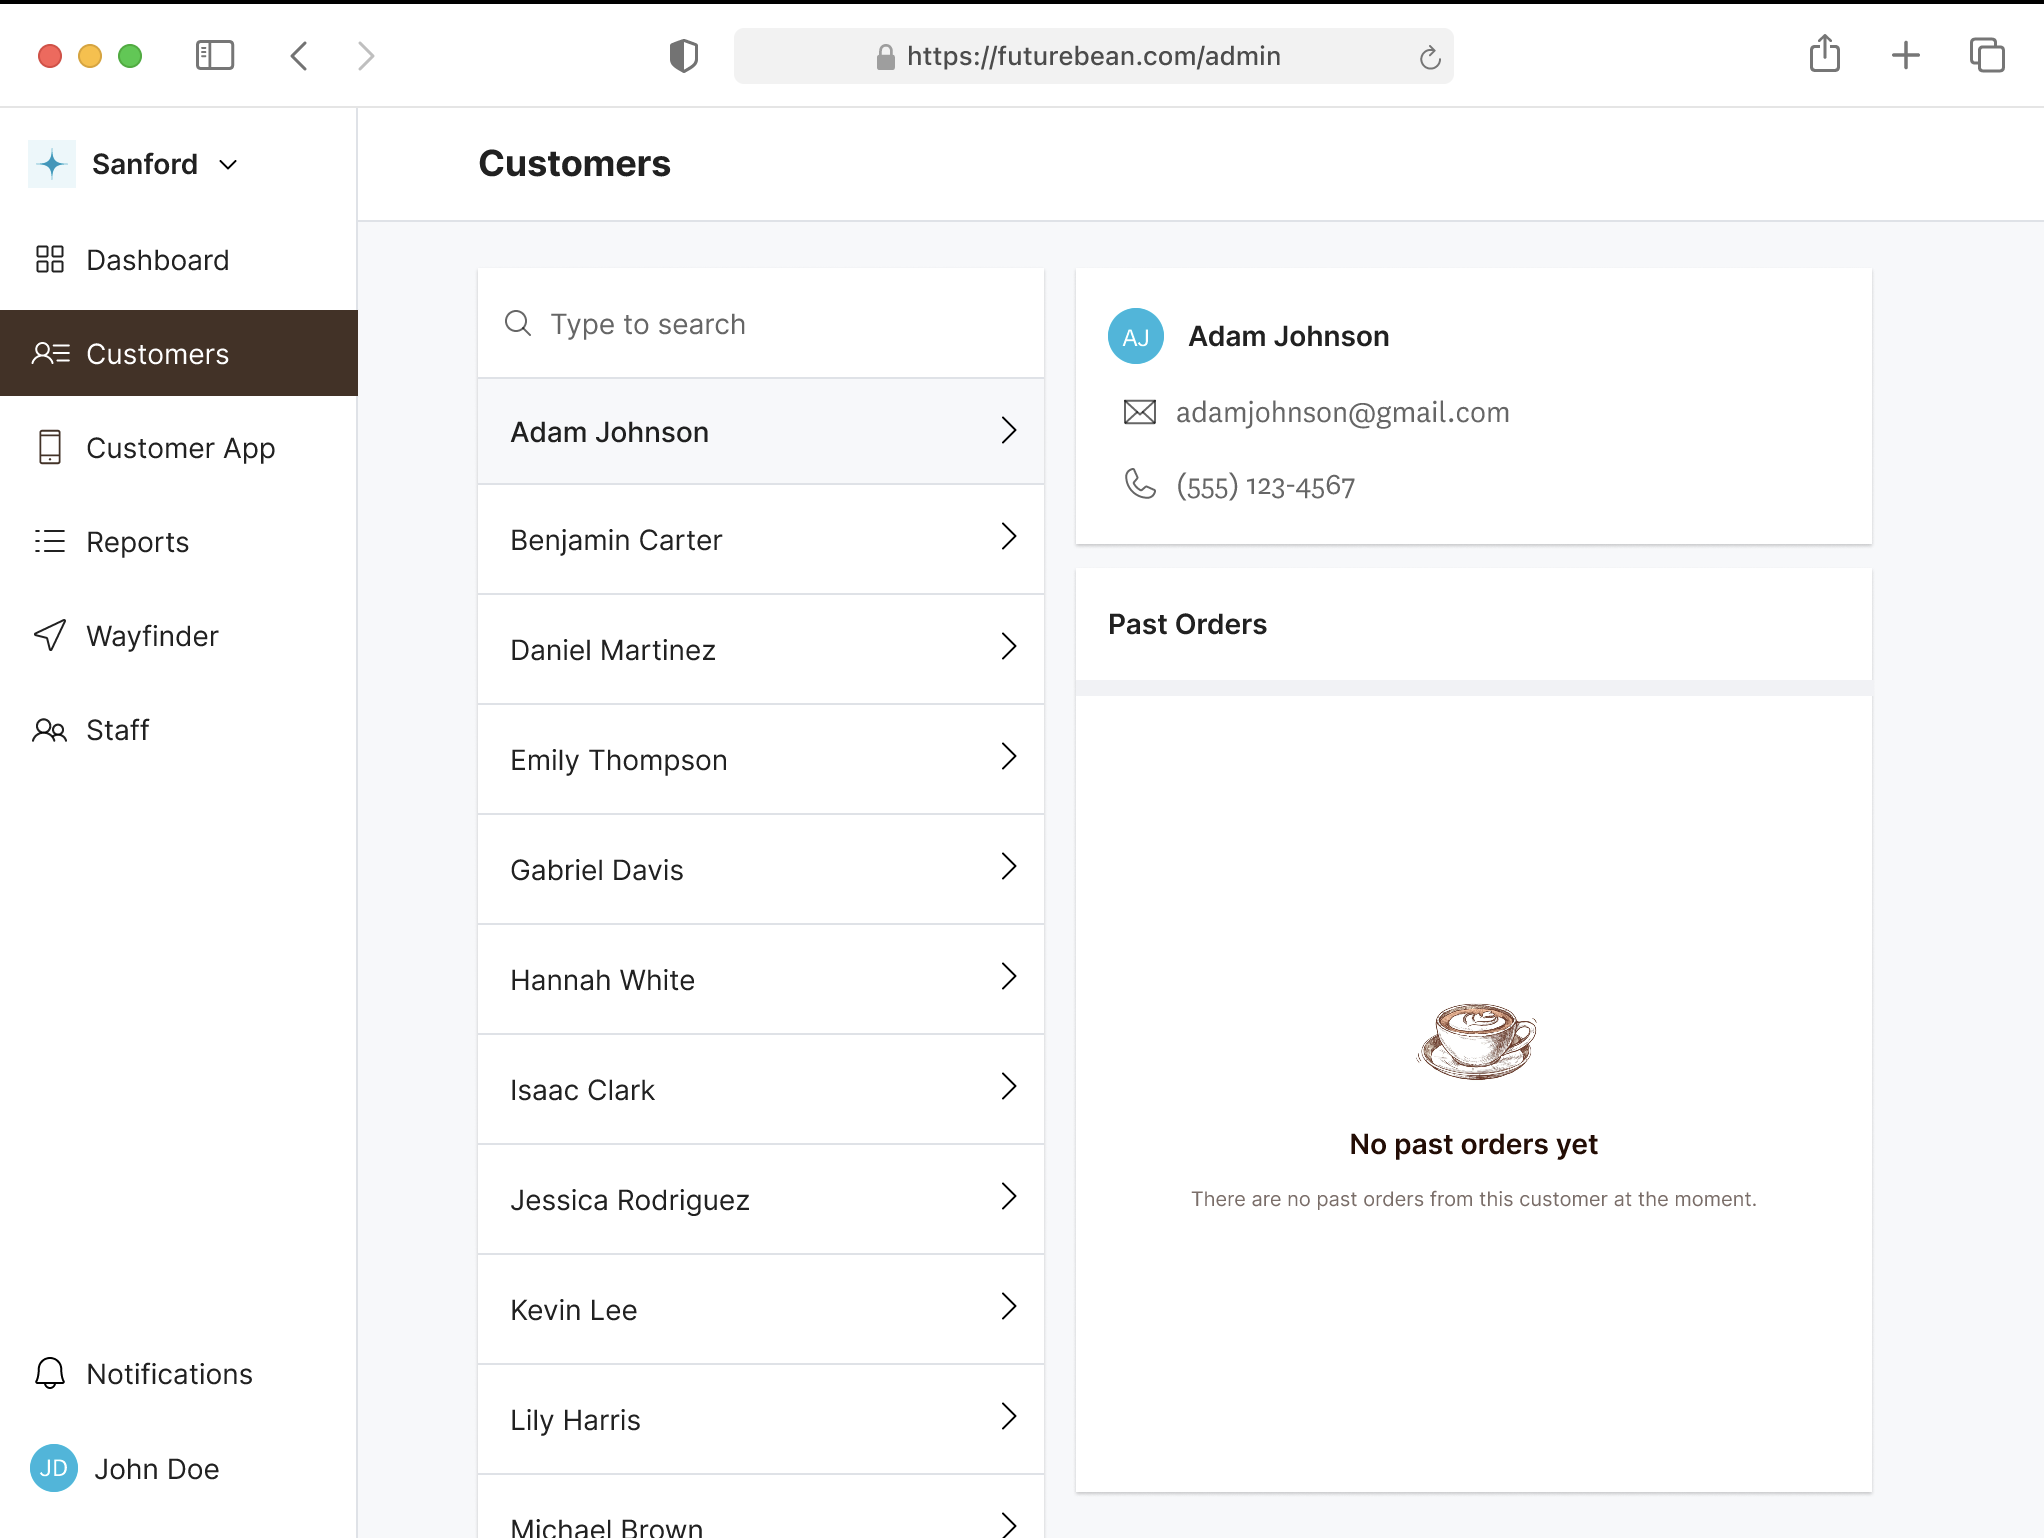 https://futurebean.com/admin
Sanford
Dashboard
Customers
Customer App
Reports
Wayfinder
Staff
Notifications
JD
John Doe
Customers
Type to search
Adam Johnson
Benjamin Carter
Daniel Martinez
Emily Thompson
Gabriel Davis
Hannah White
Isaac Clark
Jessica Rodriguez
Kevin Lee
Lily Harris
Michael Brown
AJ
Adam Johnson
adamjohnson@gmail.com
(555) 123-4567
Past Orders
No past orders yet
There are no past orders from this customer at the moment.